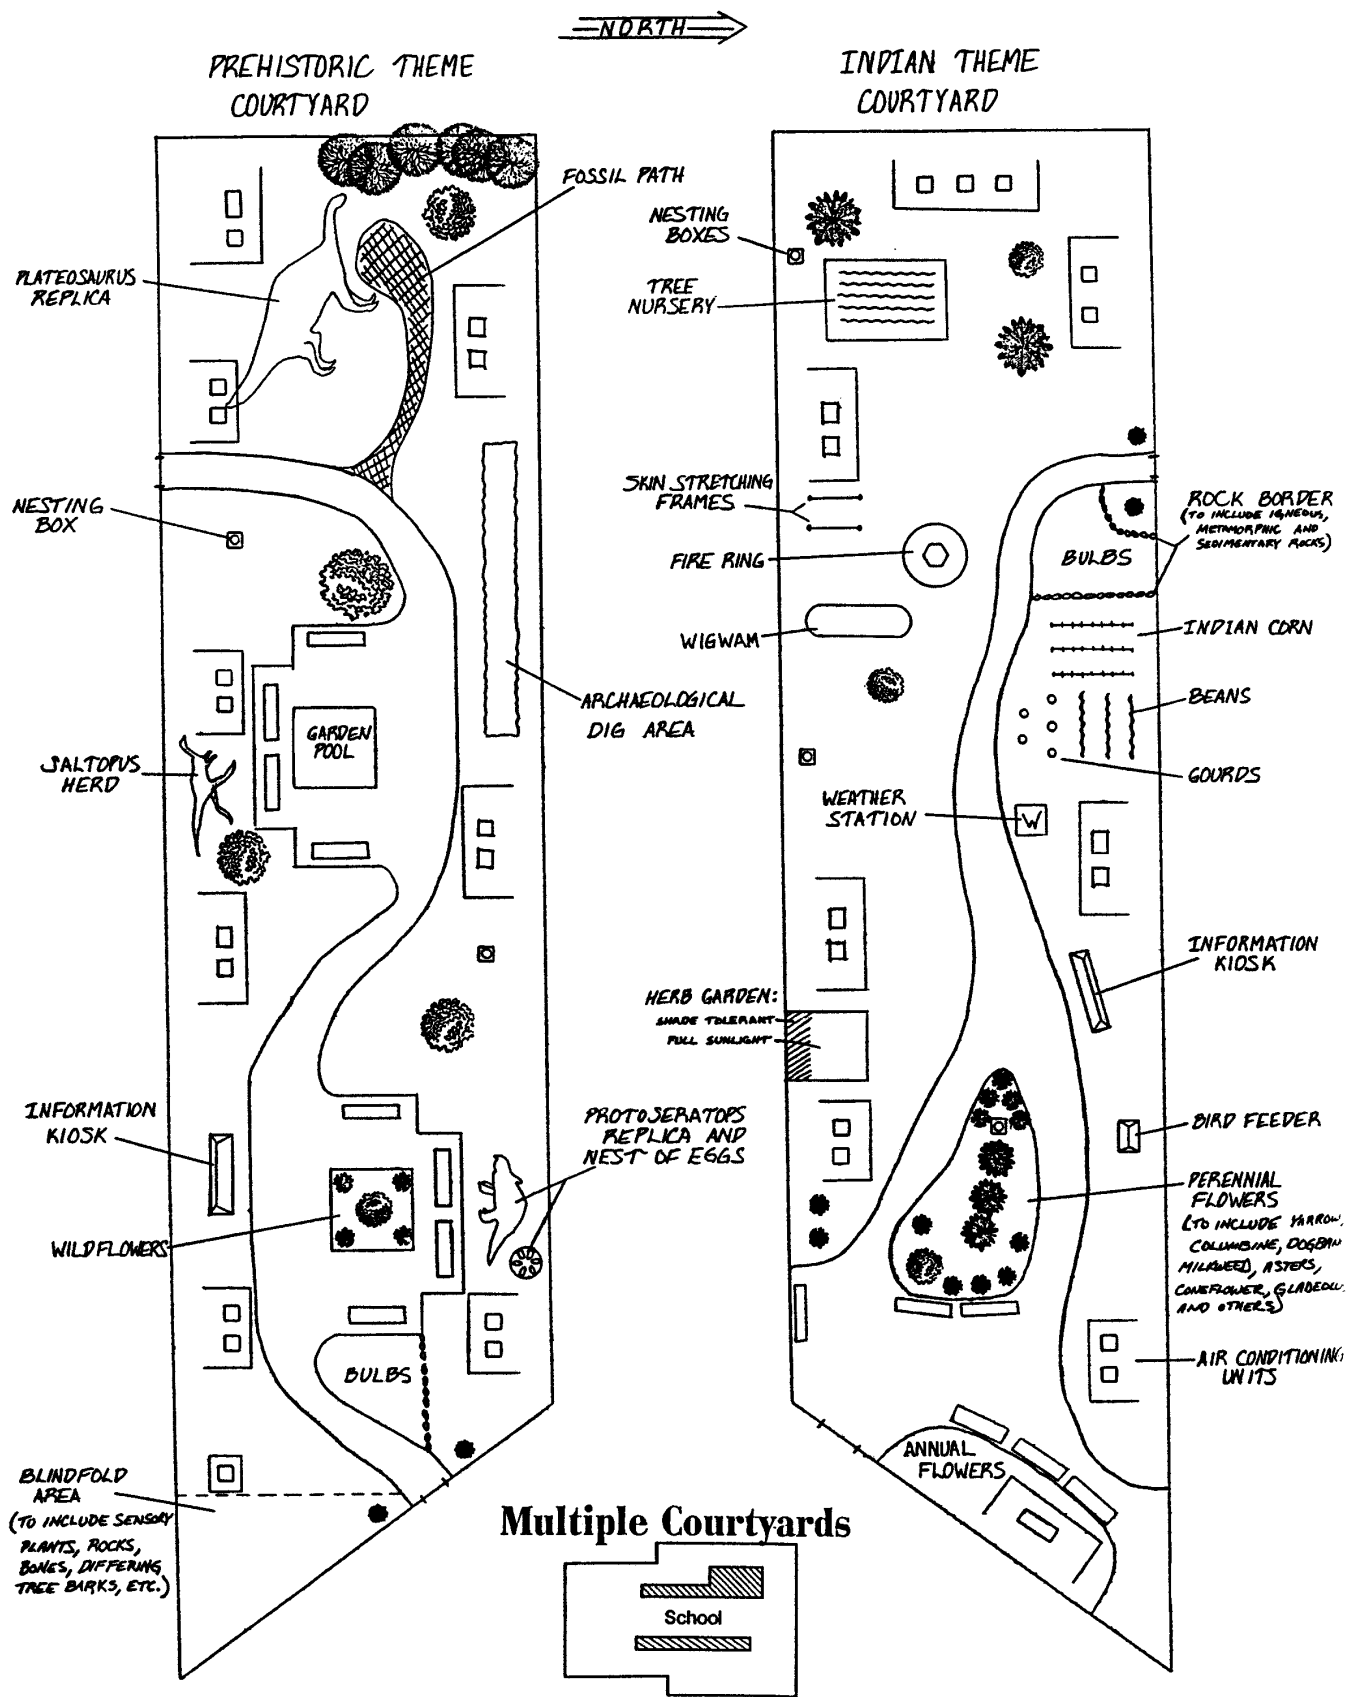 NORTH
PREHISTORIC THEME
COURTYARD
INDIAN THEME
COURTYARD
FOSSIL PATH
PLATEOSAURUS
REPLICA
NESTING
BOX
GARDEN
POOL
SALTOPUS
HERD
ARCHAEOLOGICAL
DIG AREA
INFORMATION
KIOSK
PROTOSERATOPS
REPLICA AND
NEST OF EGGS
WILDFLOWERS
BULBS
BLINDFOLD
AREA
(TO INCLUDE SENSORY
PLANTS, ROCKS,
BONES, DIFFERING
TREE BARKS, ETC.)
NESTING
BOXES
TREE
NURSERY
SKIN STRETCHING
FRAMES
FIRE RING
WIGWAM
ROCK BORDER
(TO INCLUDE IGNEOUS,
METAMORPHIC AND
SEDIMENTARY ROCKS)
BULBS
INDIAN CORN
BEANS
GOURDS
WEATHER
STATION
W
INFORMATION
KIOSK
HERB GARDEN:
SHADE TOLERANT
FULL SUNLIGHT
BIRD FEEDER
PERENNIAL
FLOWERS
(TO INCLUDE YARROW,
COLUMBINE, DOGBAN
MILKWEED, ASTERS,
CONEFLOWER, GLADEOLI
AND OTHERS)
AIR CONDITIONING
UNITS
ANNUAL
FLOWERS
Multiple Courtyards
School